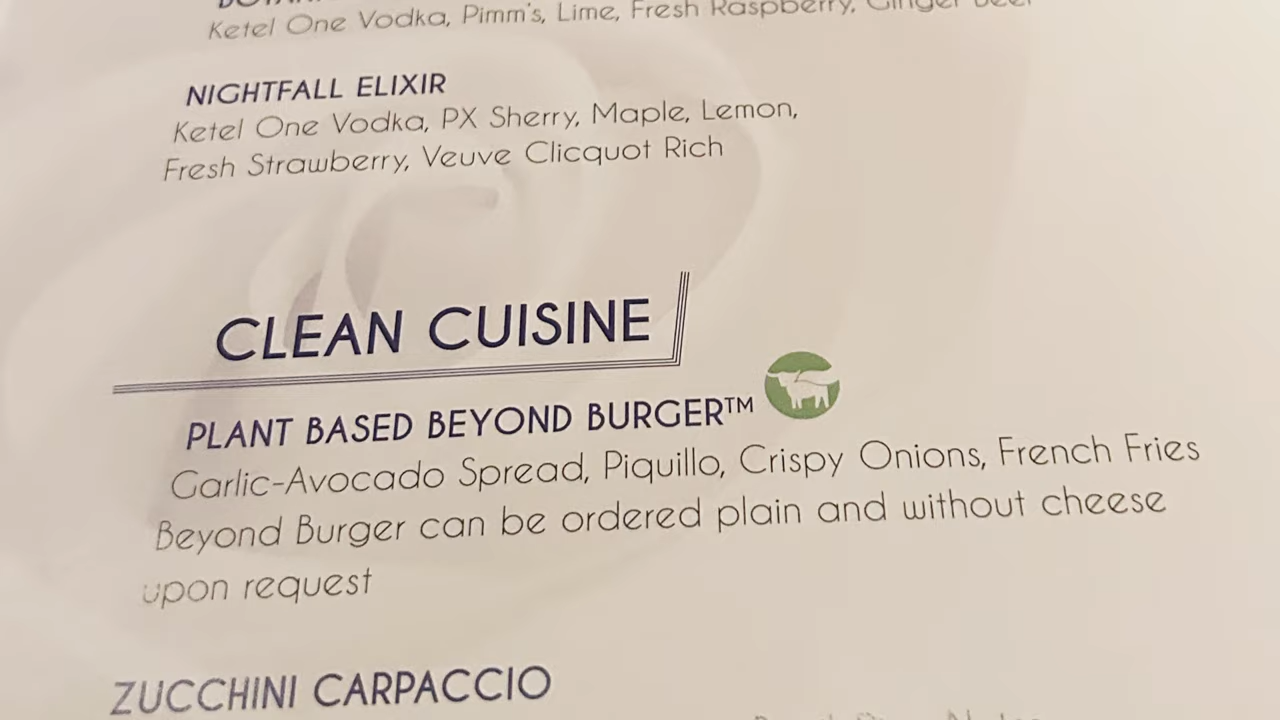 Ketel One Vodka, Pimm's, Lime, Fresh Raspberry, Ginger Beer
NIGHTFALL ELIXIR
Ketel One Vodka, PX Sherry, Maple, Lemon,
Fresh Strawberry, Veuve Clicquot Rich
CLEAN CUISINE
PLANT BASED BEYOND BURGER™
Garlic-Avocado Spread, Piquillo, Crispy Onions, French Fries
Beyond Burger can be ordered plain and without cheese
upon request
ZUCCHINI CARPACCIO